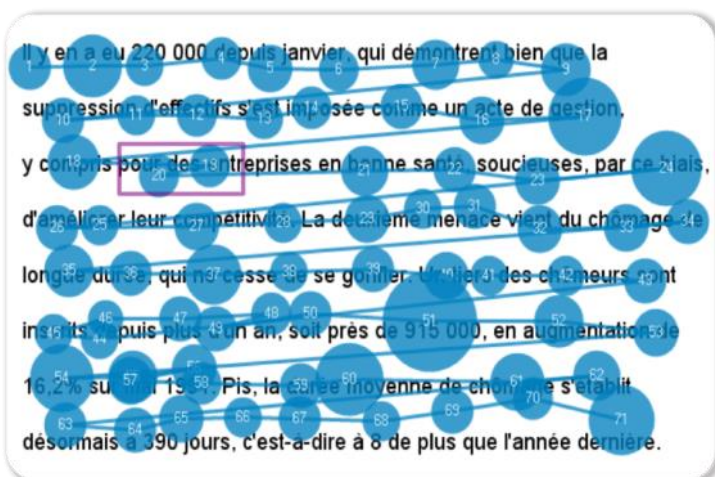 Il y en a eu 220 000 depuis janvier, qui démontrent bien que la
suppression d'effectifs s'est imposée comme un acte de gestion,
y compris pour des entreprises en bonne santé, soucieuses, par ce biais,
d'améliorer leur compétitivité. La deuxième menace vient du chômage de
longue durée, qui ne cesse de se gonfler. Un tiers des chômeurs sont
inscrits depuis plus d'un an, soit près de 915 000, en augmentation de
16,2% sur mai Pis, la durée moyenne de chômage s'établit
désormais à 390 jours, c'est-à-dire à 8 de plus que l'année dernière.